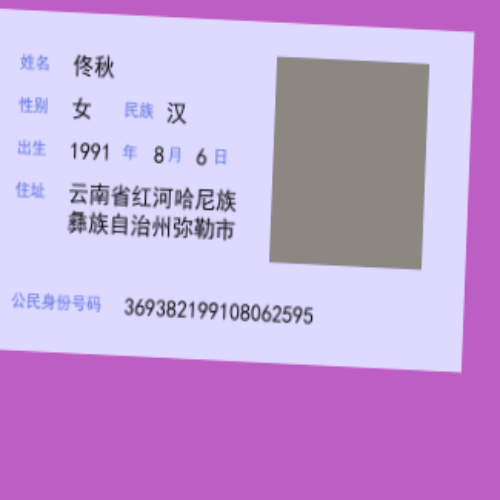 姓名 佟秋
性别 女 民族 汉
出生 1991 年 8 月 6 日
住址 云南省红河哈尼族
彝族自治州弥勒市
公民身份号码 369382199108062595